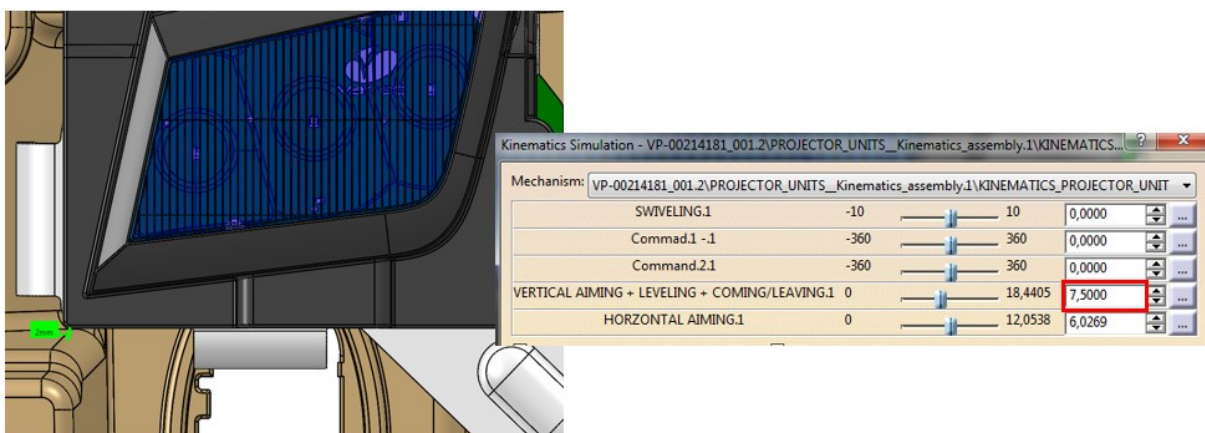 2mm
Kinematics Simulation - VP-00214181_001.2\PROJECTOR_UNITS__Kinematics_assembly.1\KINEMATICS... ? X
Mechanism: VP-00214181_001.2\PROJECTOR_UNITS__Kinematics_assembly.1\KINEMATICS_PROJECTOR_UNIT
SWIVELING.1 -10 10 0,0000 ...
Commad.1 -.1 -360 360 0,0000 ...
Command.2.1 -360 360 0,0000 ...
VERTICAL AIMING + LEVELING + COMING/LEAVING.1 0 18,4405 7,5000 ...
HORZONTAL AIMING.1 0 12,0538 6,0269 ...